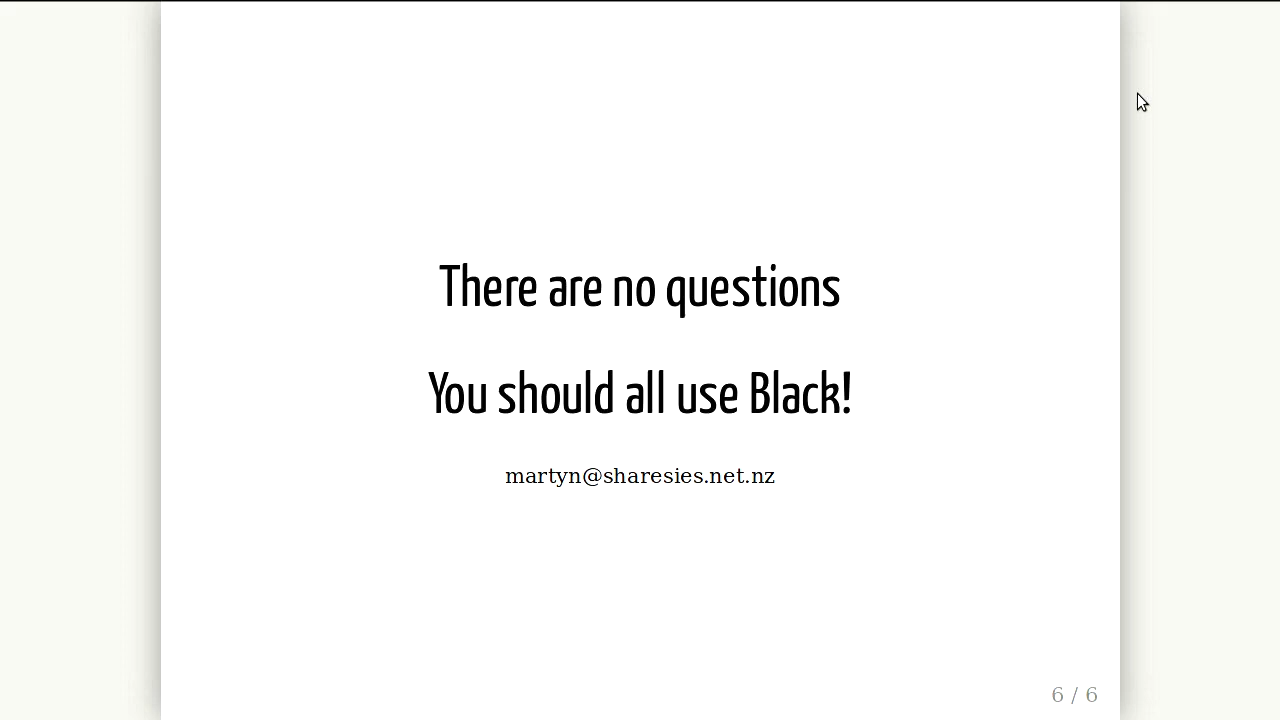 There are no questions
You should all use Black!
martyn@sharesies.net.nz
6 / 6